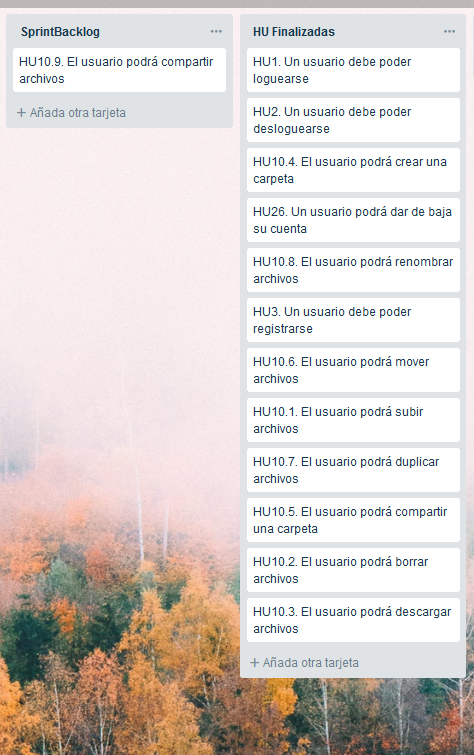 SprintBacklog
HU10.9. El usuario podrá compartir
archivos
+ Añada otra tarjeta
HU Finalizadas
HU1. Un usuario debe poder
loguearse
HU2. Un usuario debe poder
desloguearse
HU10.4. El usuario podrá crear una
carpeta
HU26. Un usuario podrá dar de baja
su cuenta
HU10.8. El usuario podrá renombrar
archivos
HU3. Un usuario debe poder
registrarse
HU10.6. El usuario podrá mover
archivos
HU10.1. El usuario podrá subir
archivos
HU10.7. El usuario podrá duplicar
archivos
HU10.5. El usuario podrá compartir
una carpeta
HU10.2. El usuario podrá borrar
archivos
HU10.3. El usuario podrá descargar
archivos
+ Añada otra tarjeta